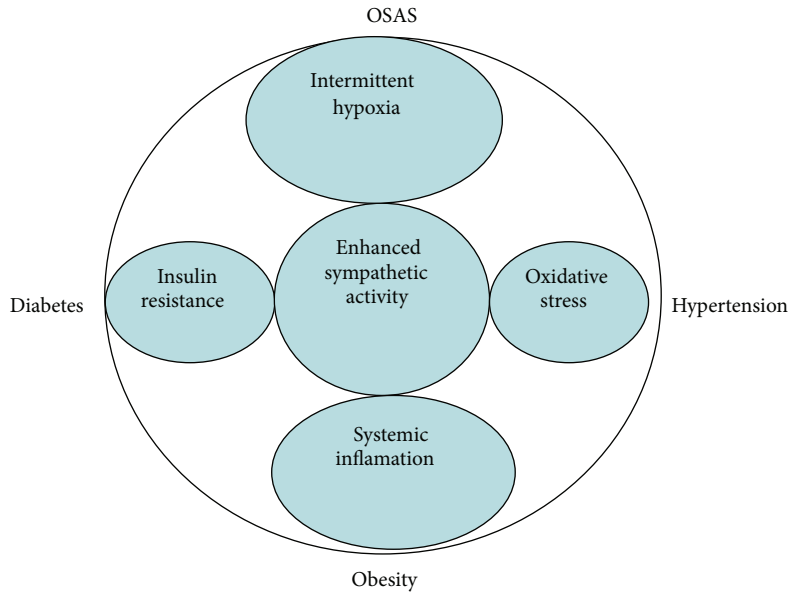 OSAS
Intermittent
hypoxia
Enhanced
sympathetic
activity
Insulin
resistance
Oxidative
stress
Diabetes
Hypertension
Systemic
inflamation
Obesity